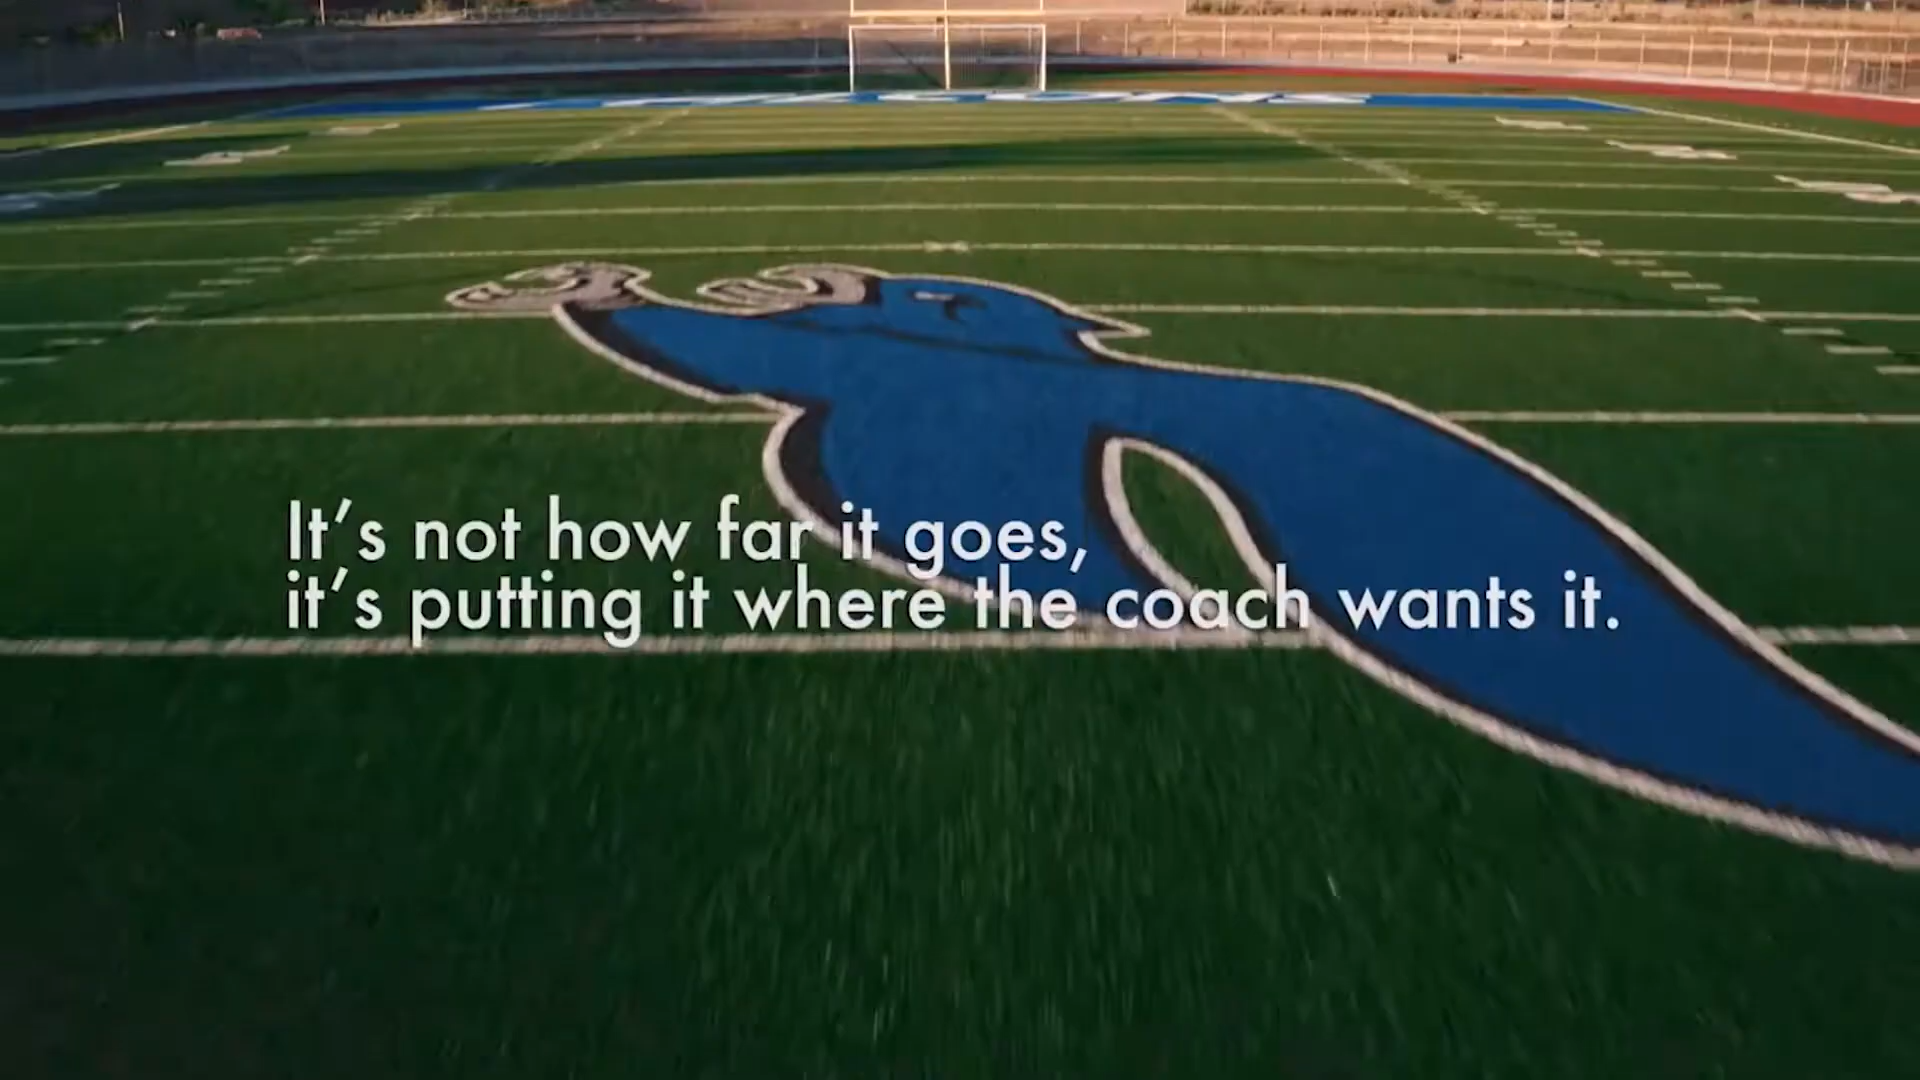 It’s not how far it goes,
it’s putting it where the coach wants it.